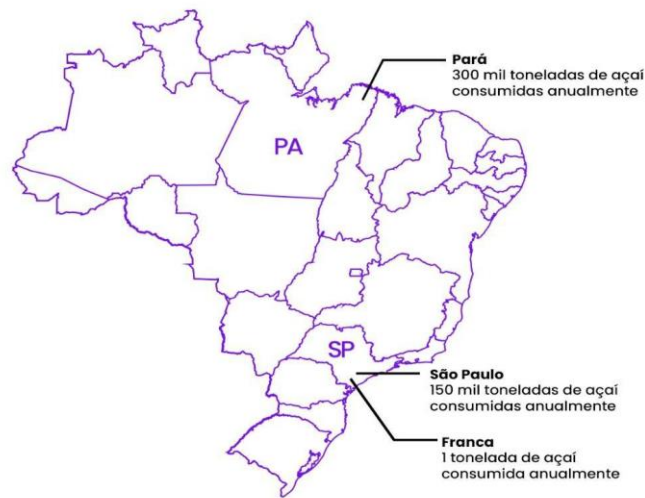 Pará
300 mil toneladas de açaí
consumidas anualmente
PA
SP
São Paulo
150 mil toneladas de açaí
consumidas anualmente
Franca
1 tonelada de açaí
consumida anualmente